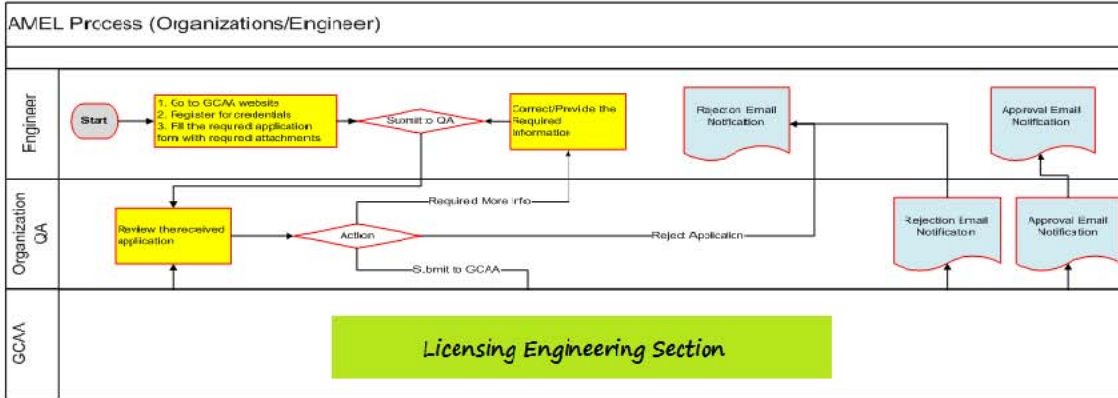 AMEL Process (Organizations/Engineer)
Engineer
Start
1. Go to GCAA website
2. Register for credentials
3. Fill the required application
form with required attachments
Submit to QA
Correct/Provide the
Required
Information
Rejection Email
Notification
Approval Email
Notification
Organization
QA
Review the received
application
Action
Required More Info
Reject Application
Submit to GCAA
Rejection Email
Notification
Approval Email
Notification
GCAA
Licensing Engineering Section